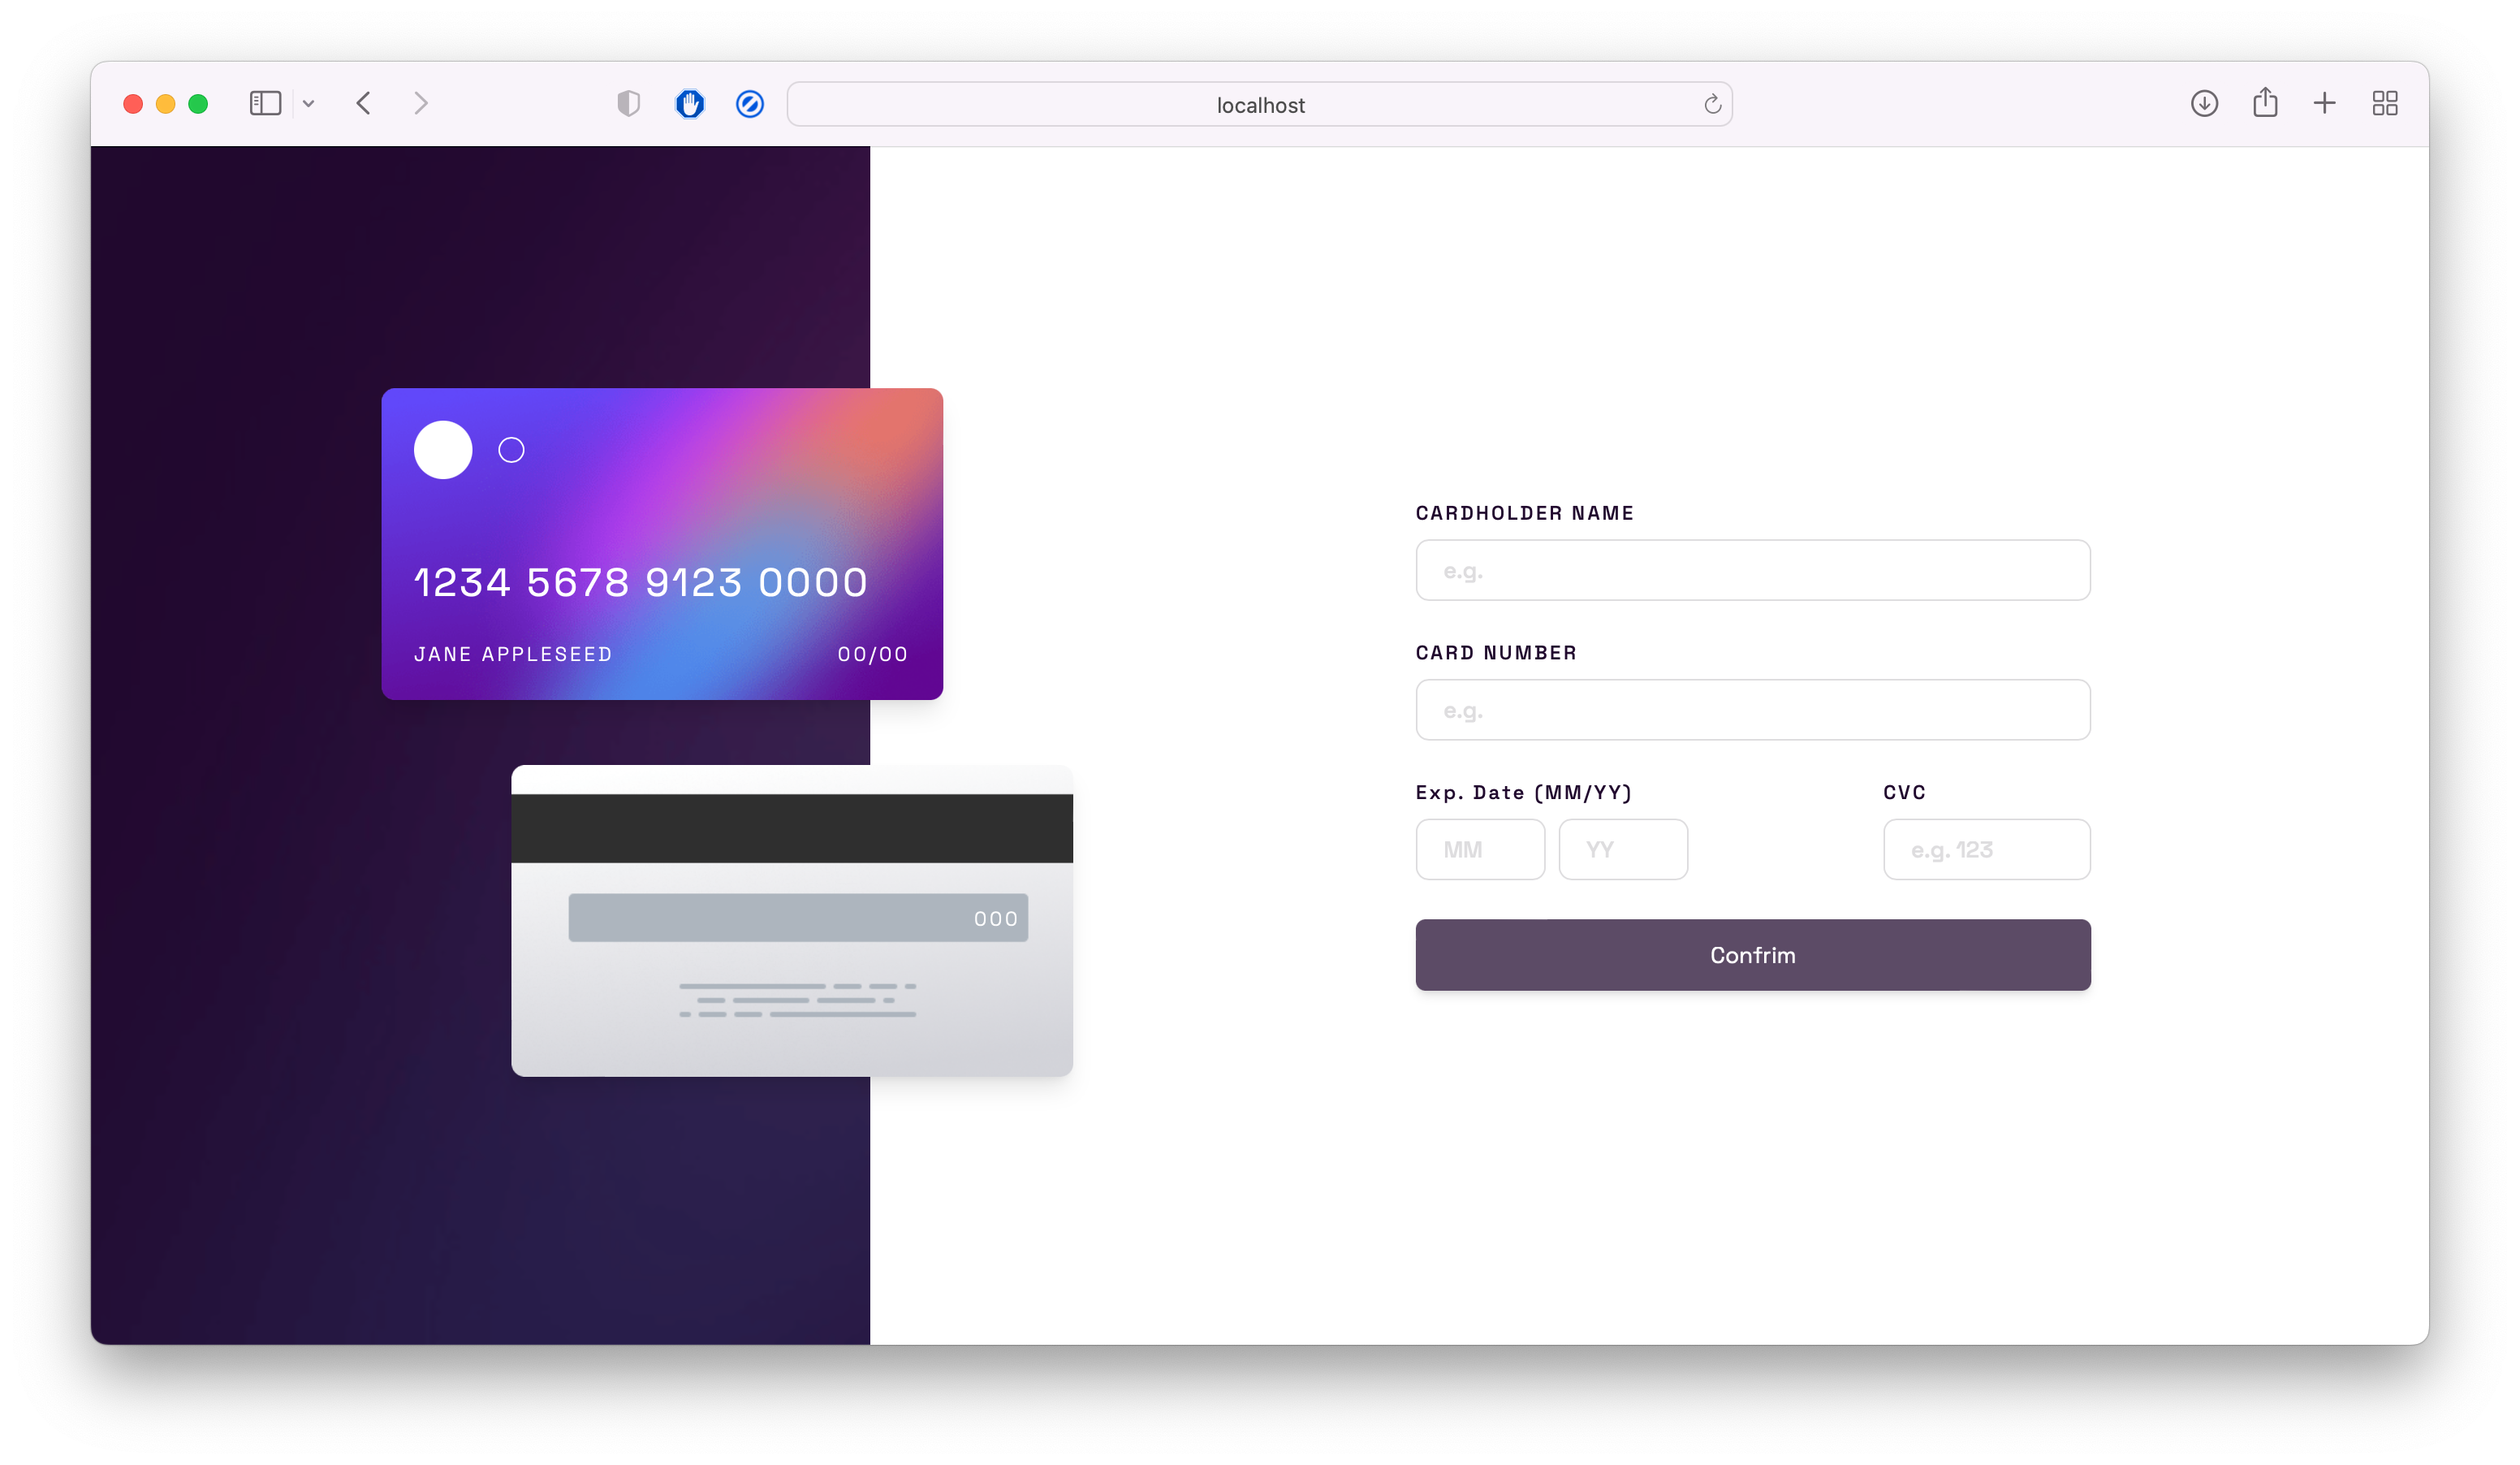 localhost
1234 5678 9123 0000
JANE APPLESEED 00/00
000
CARDHOLDER NAME
e.g.
CARD NUMBER
e.g.
Exp. Date (MM/YY) CVC
MM YY e.g. 123
Confrim